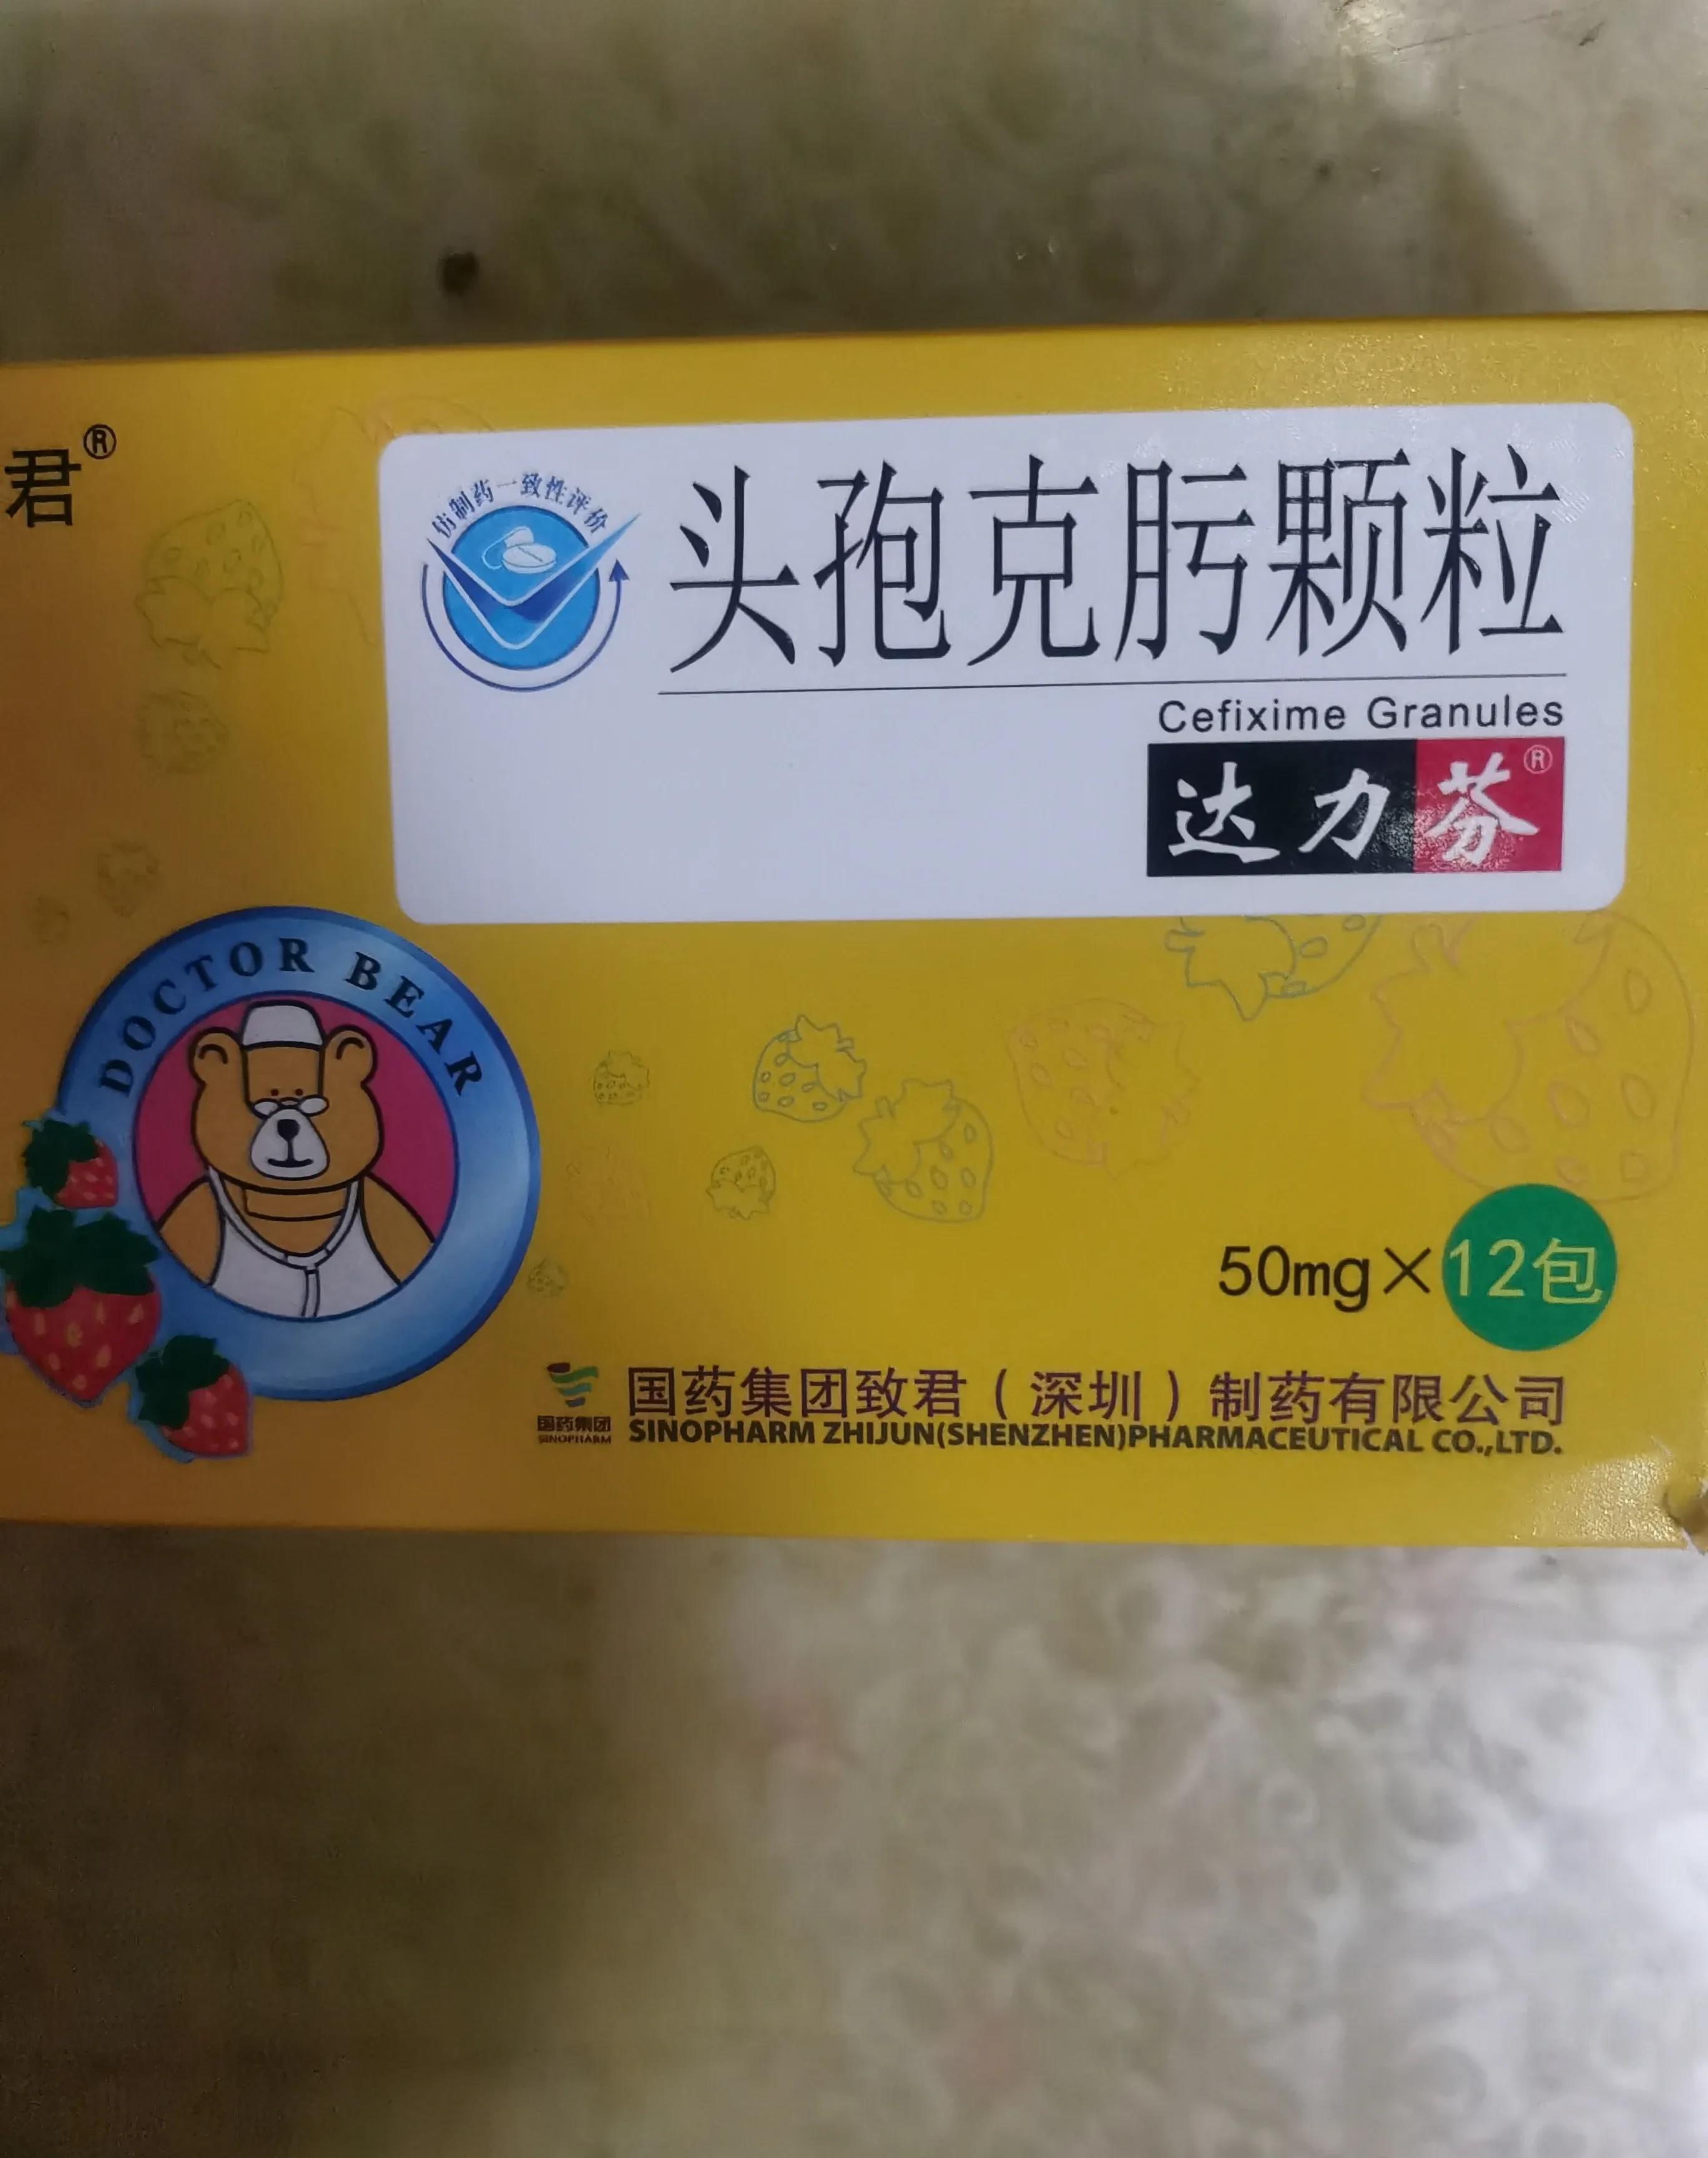 君®
仿制药一致性评价
头孢克肟颗粒
Cefixime Granules
达力芬®
DOCTOR BEAR
50mg×12包
国药集团
SINOPHARM
国药集团致君(深圳)制药有限公司
SINOPHARM ZHIJUN(SHENZHEN)PHARMACEUTICAL CO.,LTD.